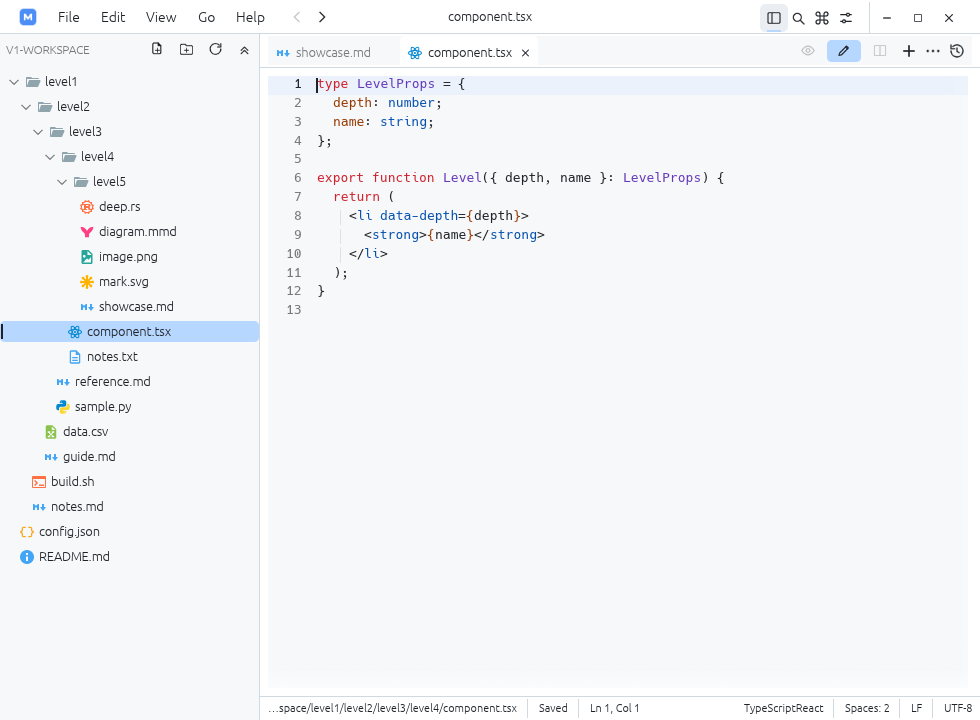 M File Edit View Go Help component.tsx
V1-WORKSPACE
level1
level2
level3
level4
level5
deep.rs
diagram.mmd
image.png
mark.svg
showcase.md
component.tsx
notes.txt
reference.md
sample.py
data.csv
guide.md
build.sh
notes.md
config.json
README.md
showcase.md component.tsx
1 type LevelProps = {
2   depth: number;
3   name: string;
4 };
5
6 export function Level({ depth, name }: LevelProps) {
7   return (
8     <li data-depth={depth}>
9       <strong>{name}</strong>
10     </li>
11   );
12 }
13
...space/level1/level2/level3/level4/component.tsx Saved Ln 1, Col 1 TypeScriptReact Spaces: 2 LF UTF-8